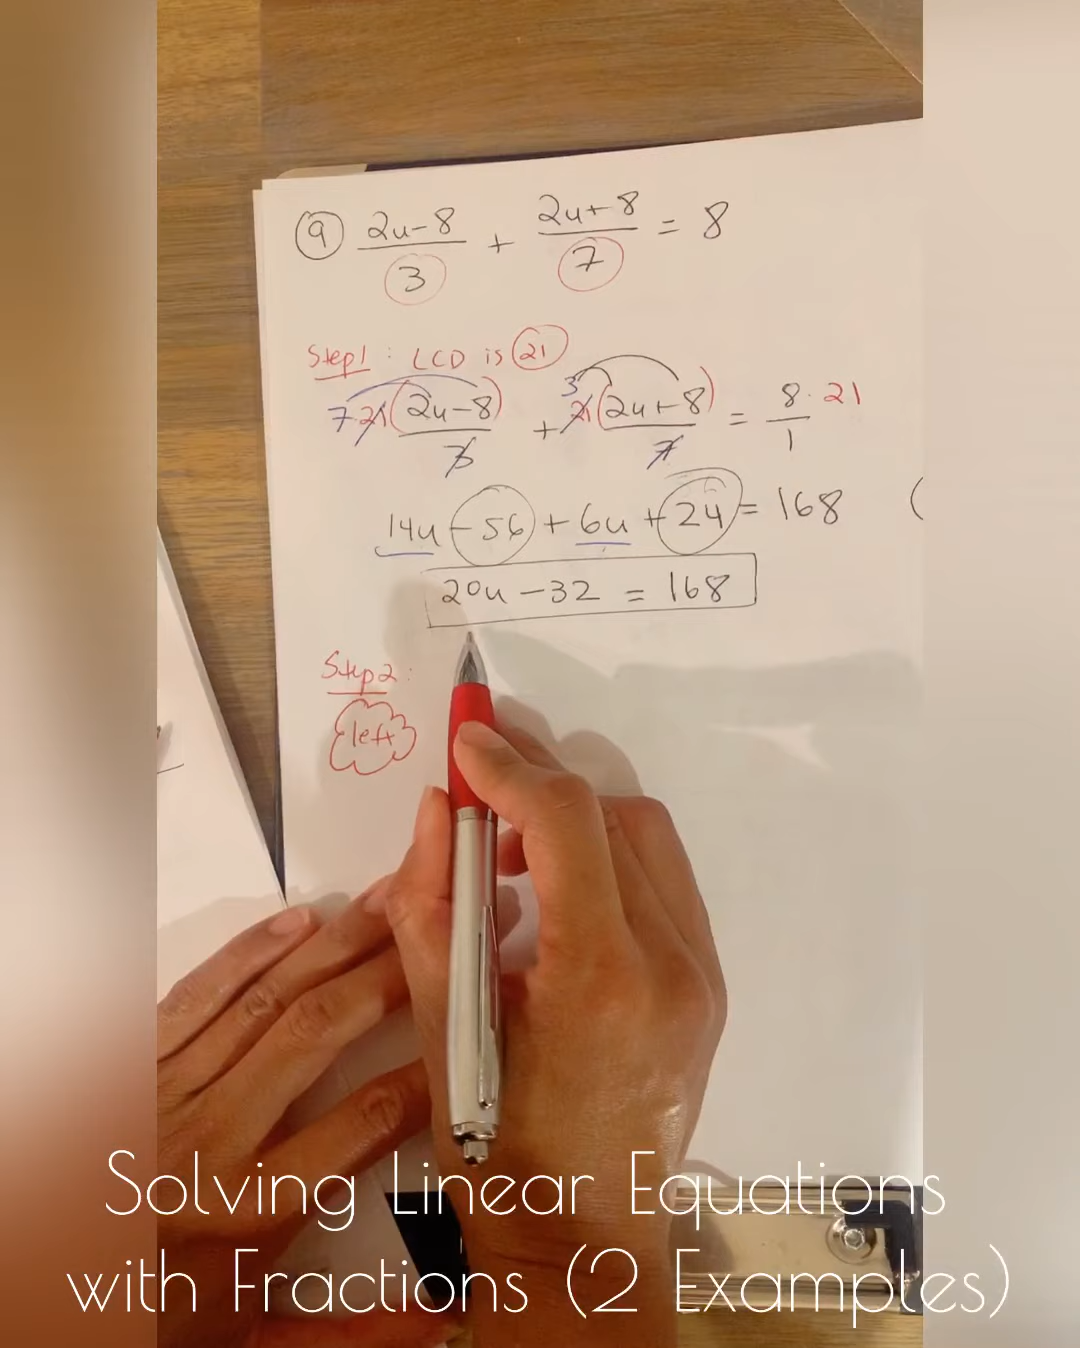 9 (2u-8)/3 + (2u+8)/7 = 8
Step1: LCD is 21
7 21(2u-8)/3 + 3 21(2u+8)/7 = 8/1 · 21
14u - 56 + 6u + 24 = 168 (
20u - 32 = 168
Step2:
left
Solving Linear Equations
with Fractions (2 Examples)